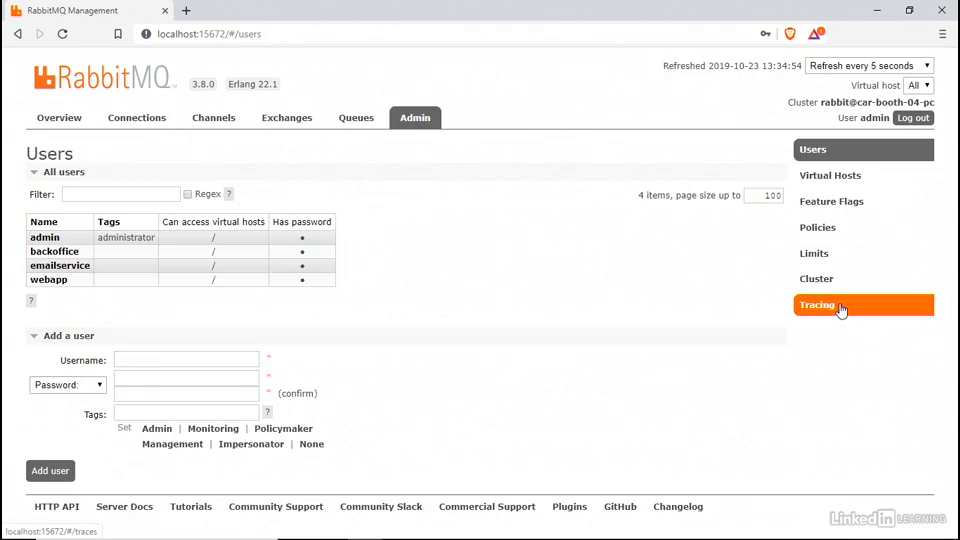 RabbitMQ Management
localhost:15672/#/users
RabbitMQ
3.8.0
Erlang 22.1
Refreshed 2019-10-23 13:34:54
Refresh every 5 seconds
Virtual host
All
Cluster rabbit@car-booth-04-pc
User admin
Log out
Overview
Connections
Channels
Exchanges
Queues
Admin
Users
All users
Filter:
Regex
?
4 items, page size up to
100
Name Tags Can access virtual hosts Has password
admin administrator / •
backoffice / •
emailservice / •
webapp / •
?
Add a user
Username: *
Password: *
* (confirm)
Tags: ?
Set Admin | Monitoring | Policymaker
Management | Impersonator | None
Add user
Users
Virtual Hosts
Feature Flags
Policies
Limits
Cluster
Tracing
HTTP API
Server Docs
Tutorials
Community Support
Community Slack
Commercial Support
Plugins
GitHub
Changelog
localhost:15672/#/traces
LinkedIn LEARNING